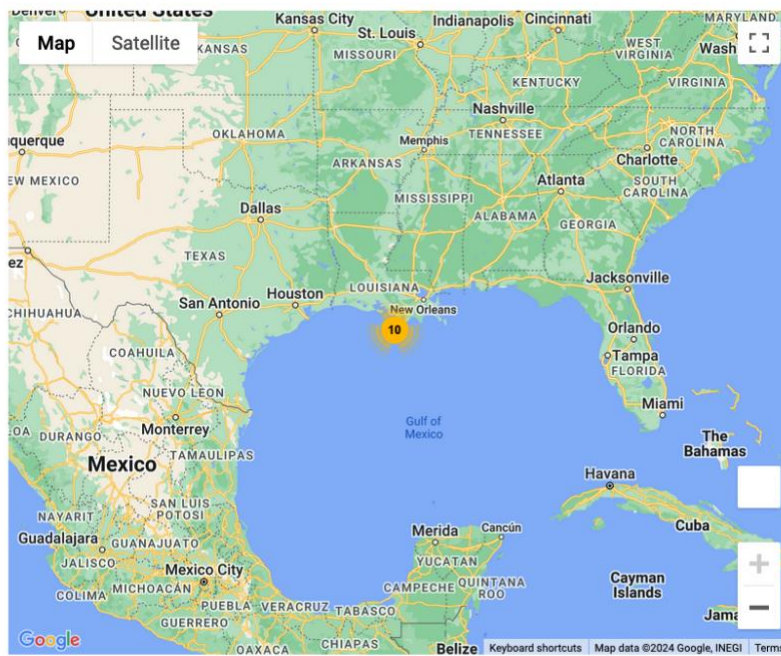 United States
Denver
Kansas City
Indianapolis
Cincinnati
MARYLAND
St. Louis
Map
Satellite
KANSAS
MISSOURI
WEST
VIRGINIA
Wash
KENTUCKY
VIRGINIA
Nashville
uquerque
OKLAHOMA
Memphis
TENNESSEE
NORTH
CAROLINA
Charlotte
ARKANSAS
EW MEXICO
Atlanta
SOUTH
CAROLINA
MISSISSIPPI
Dallas
ALABAMA
GEORGIA
TEXAS
ez
Jacksonville
LOUISIANA
Houston
San Antonio
New Orleans
CHIHUAHUA
10
Orlando
COAHUILA
Tampa
FLORIDA
NUEVO LEON
Miami
Gulf of
Mexico
Monterrey
LOA
DURANGO
The
Bahamas
TAMAULIPAS
Mexico
Havana
SAN LUIS
POTOSI
NAYARIT
Merida
Cancún
Cuba
Guadalajara
GUANAJUATO
YUCATAN
JALISCO
Mexico City
Cayman
Islands
CAMPECHE
QUINTANA
ROO
COLIMA
MICHOACÁN
PUEBLA
VERACRUZ
TABASCO
Jama
GUERRERO
Google
OAXACA
CHIAPAS
Belize
Keyboard shortcuts
Map data ©2024 Google, INEGI
Term